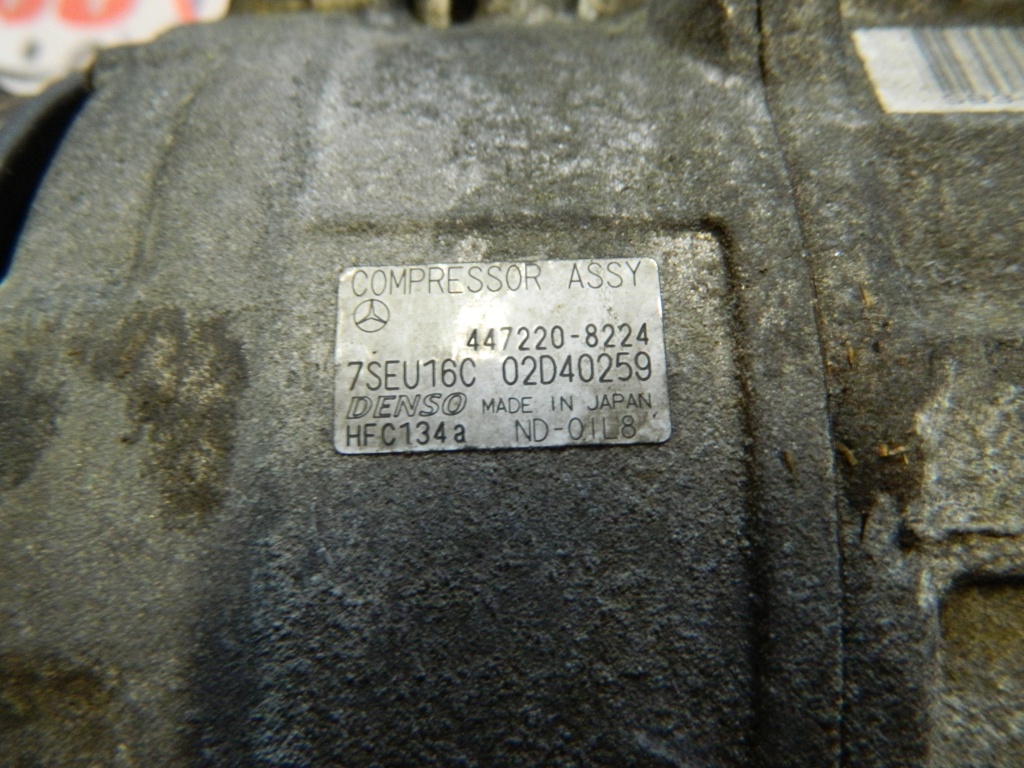 COMPRESSOR ASSY
447220-8224
7SEU16C 02D40259
DENSO MADE IN JAPAN
HFC134a ND-OIL8